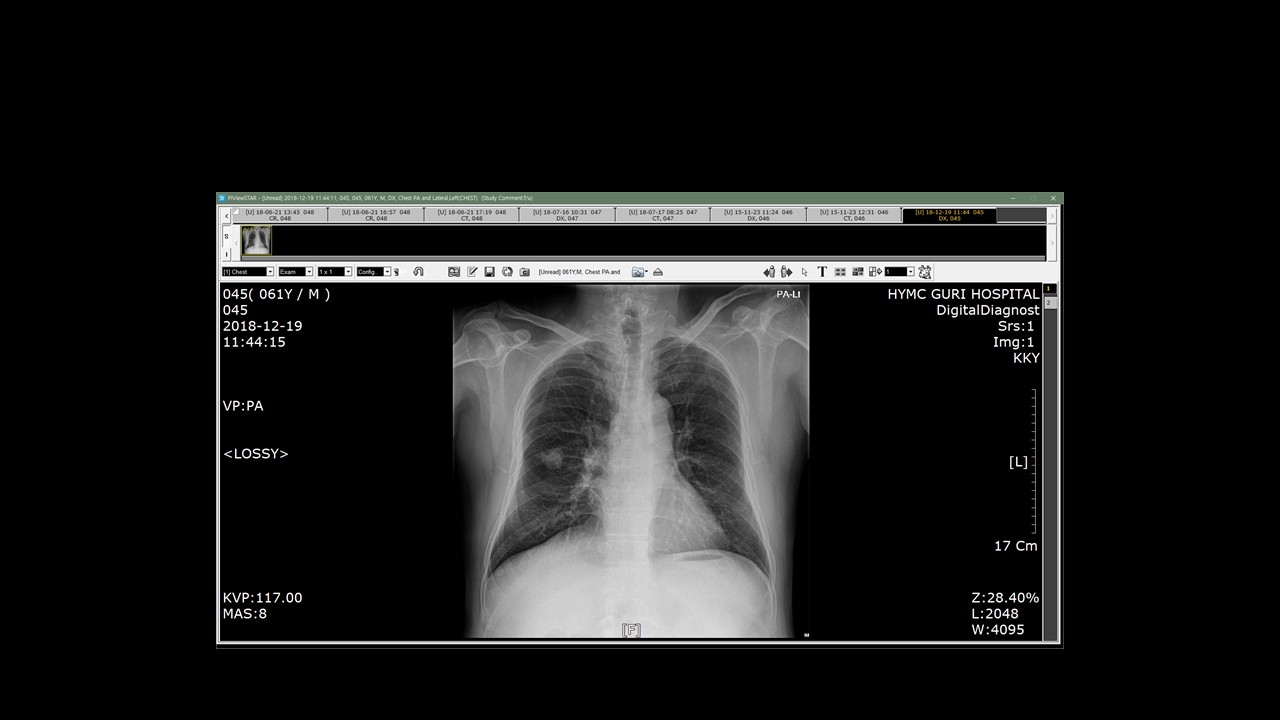 PiViewSTAR - [Unread] 2018-12-19 11:44:11, 045, 045, 061Y, M, DX, Chest PA and Lateral,Left(CHEST) (Study Comment:f/u)
[U] 18-06-21 13:45 048
CR, 048
[U] 18-06-21 16:57 048
CR, 048
[U] 18-06-21 17:19 048
CT, 048
[U] 18-07-16 10:31 047
DX, 047
[U] 18-07-17 08:25 047
CT, 047
[U] 15-11-23 11:24 046
DX, 046
[U] 15-11-23 12:31 046
CT, 046
[U] 18-12-19 11:44 045
DX, 045
S
I
[1] Chest
Exam
1 x 1
Config.
[Unread] 061Y,M, Chest PA and
T
1
1
2
045( 061Y / M )
045
2018-12-19
11:44:15
VP:PA
<LOSSY>
KVP:117.00
MAS:8
PA-Lt
HYMC GURI HOSPITAL
DigitalDiagnost
Srs:1
Img:1
KKY
[L]
17 Cm
Z:28.40%
L:2048
W:4095
[F]